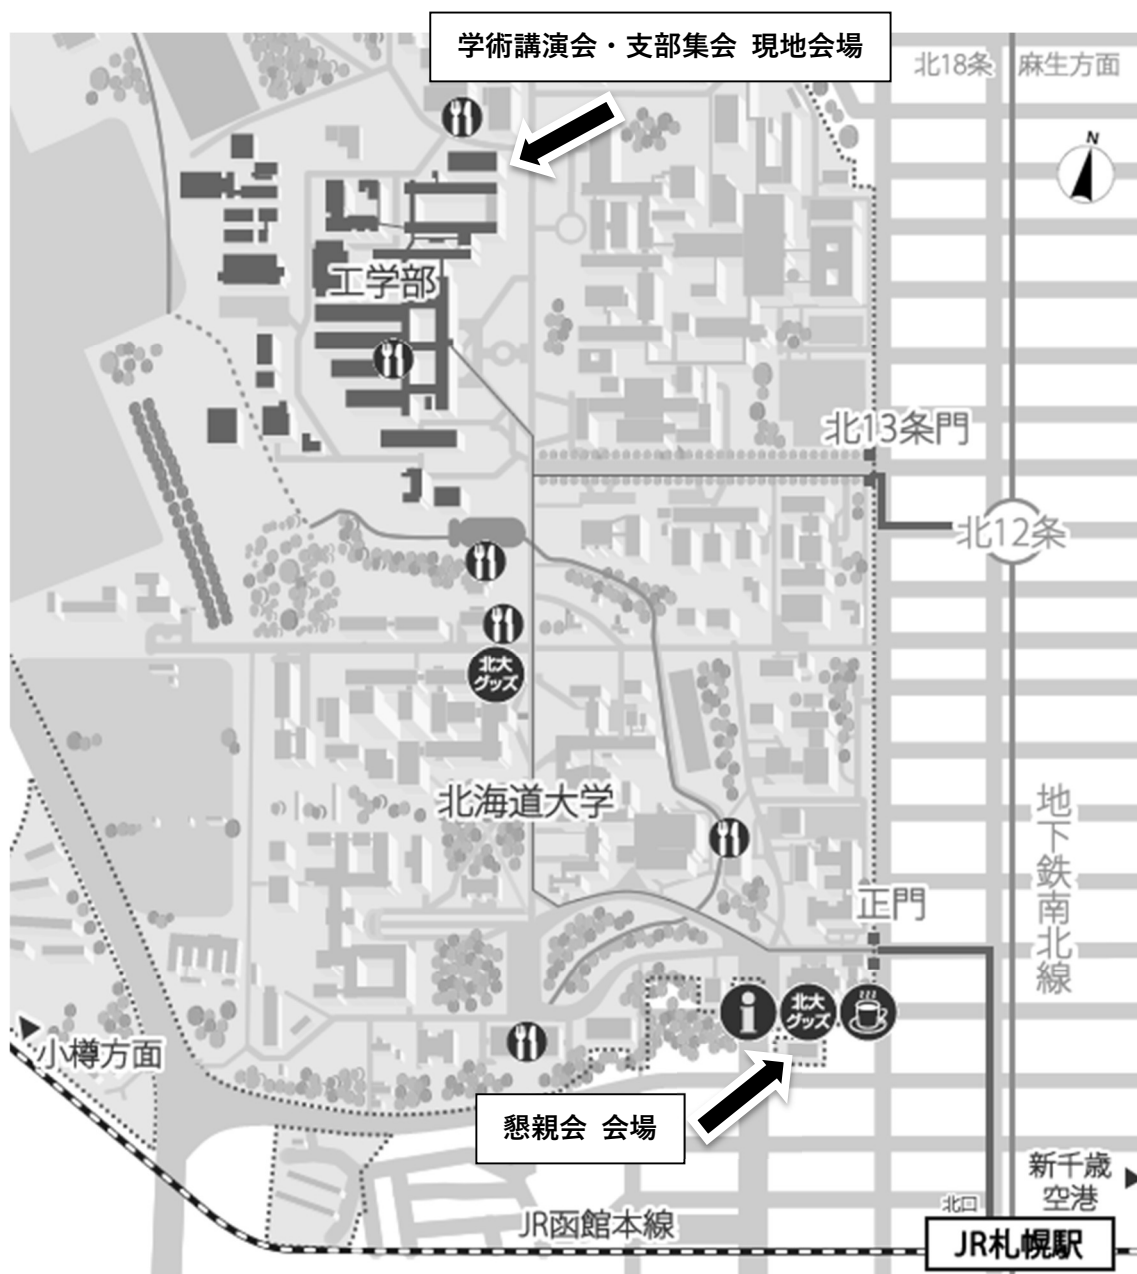 学術講演会・支部集会 現地会場
北18条
麻生方面
N
工学部
北13条門
北12条
北大
グッズ
北海道大学
地下鉄南北線
正門
i
北大
グッズ
小樽方面
懇親会 会場
新千歳
空港
北口
JR函館本線
JR札幌駅